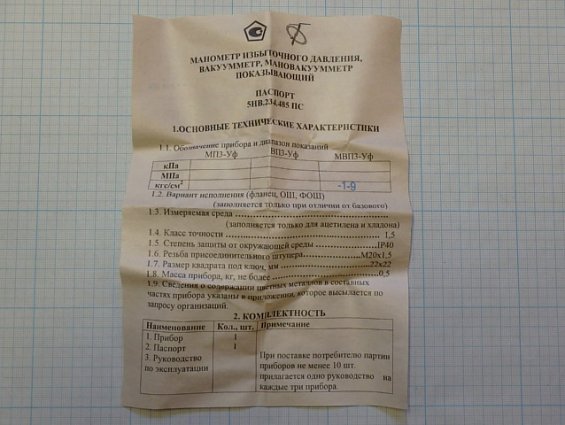 МАНОМЕТР ИЗБЫТОЧНОГО ДАВЛЕНИЯ,
ВАКУУММЕТР, МАНОВАКУУММЕТР
ПОКАЗЫВАЮЩИЙ
ПАСПОРТ
5НВ.234.485 ПС
1.ОСНОВНЫЕ ТЕХНИЧЕСКИЕ ХАРАКТЕРИСТИКИ
1.1. Обозначение прибора и диапазон показаний
МП3-Уф ВП3-Уф МВП3-Уф
кПа
МПа
кгс/см² -1-9
1.2. Вариант исполнения (фланец, ОШ, ФОШ)
(заполняется только при отличии от базового)
1.3. Измеряемая среда
(заполняется только для ацетилена и хладона)
1.4. Класс точности 1,5
1.5. Степень защиты от окружающей среды IP40
1.6. Резьба присоединительного штуцера М20х1,5
1.7. Размер квадрата под ключ, мм 22х22
1.8. Масса прибора, кг, не более 0,5
1.9. Сведения о содержании цветных металлов в составных
частях прибора указаны в приложении, которое высылается по
запросу организаций.
2. КОМПЛЕКТНОСТЬ
Наименование Кол., шт. Примечание
1. Прибор 1
2. Паспорт 1
3. Руководство При поставке потребителю партии
по эксплуатации приборов не менее 10 шт.
прилагается одно руководство на
каждые три прибора.